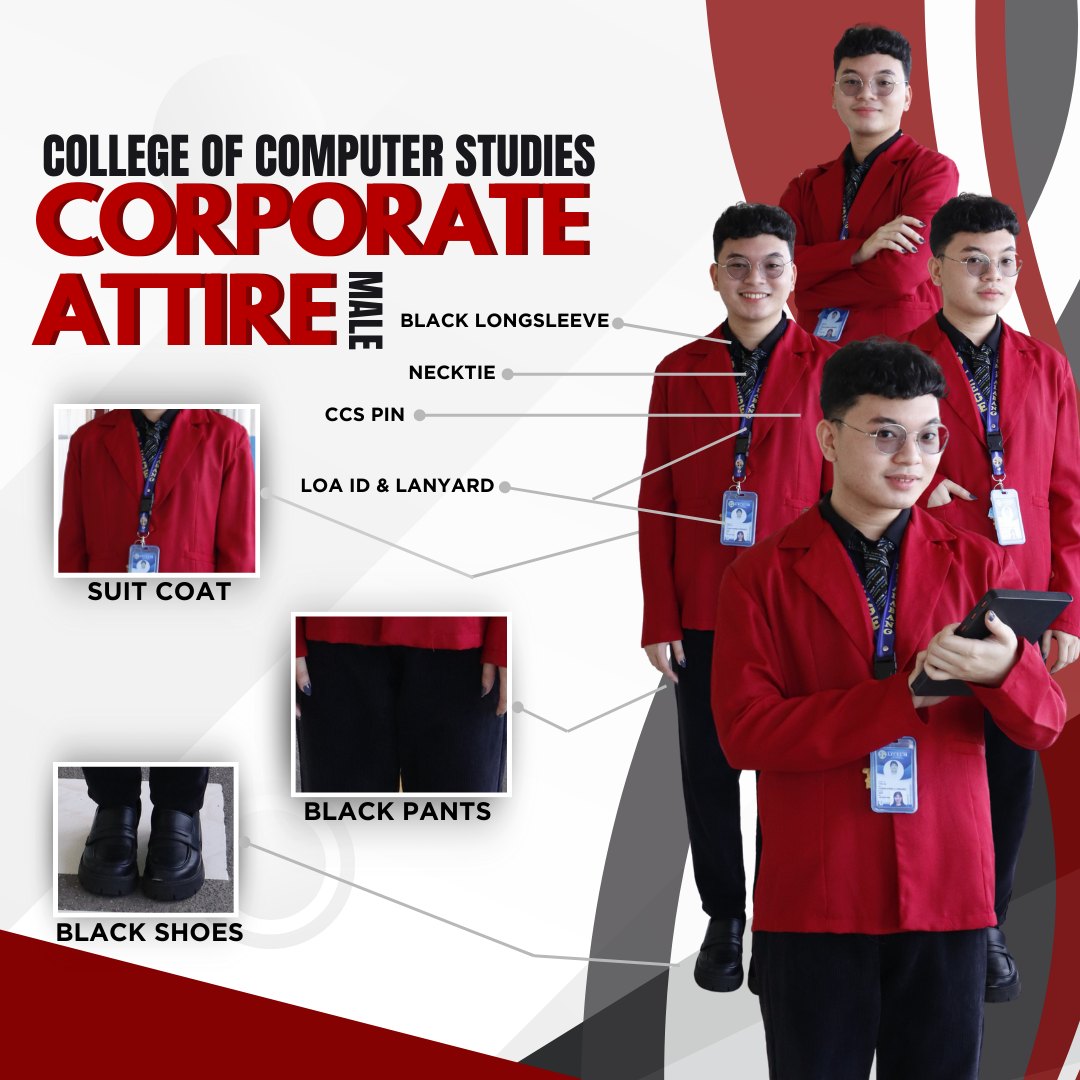 COLLEGE OF COMPUTER STUDIES
CORPORATE
ATTIRE
MALE
BLACK LONGSLEEVE
NECKTIE
CCS PIN
LOA ID & LANYARD
SUIT COAT
BLACK PANTS
BLACK SHOES